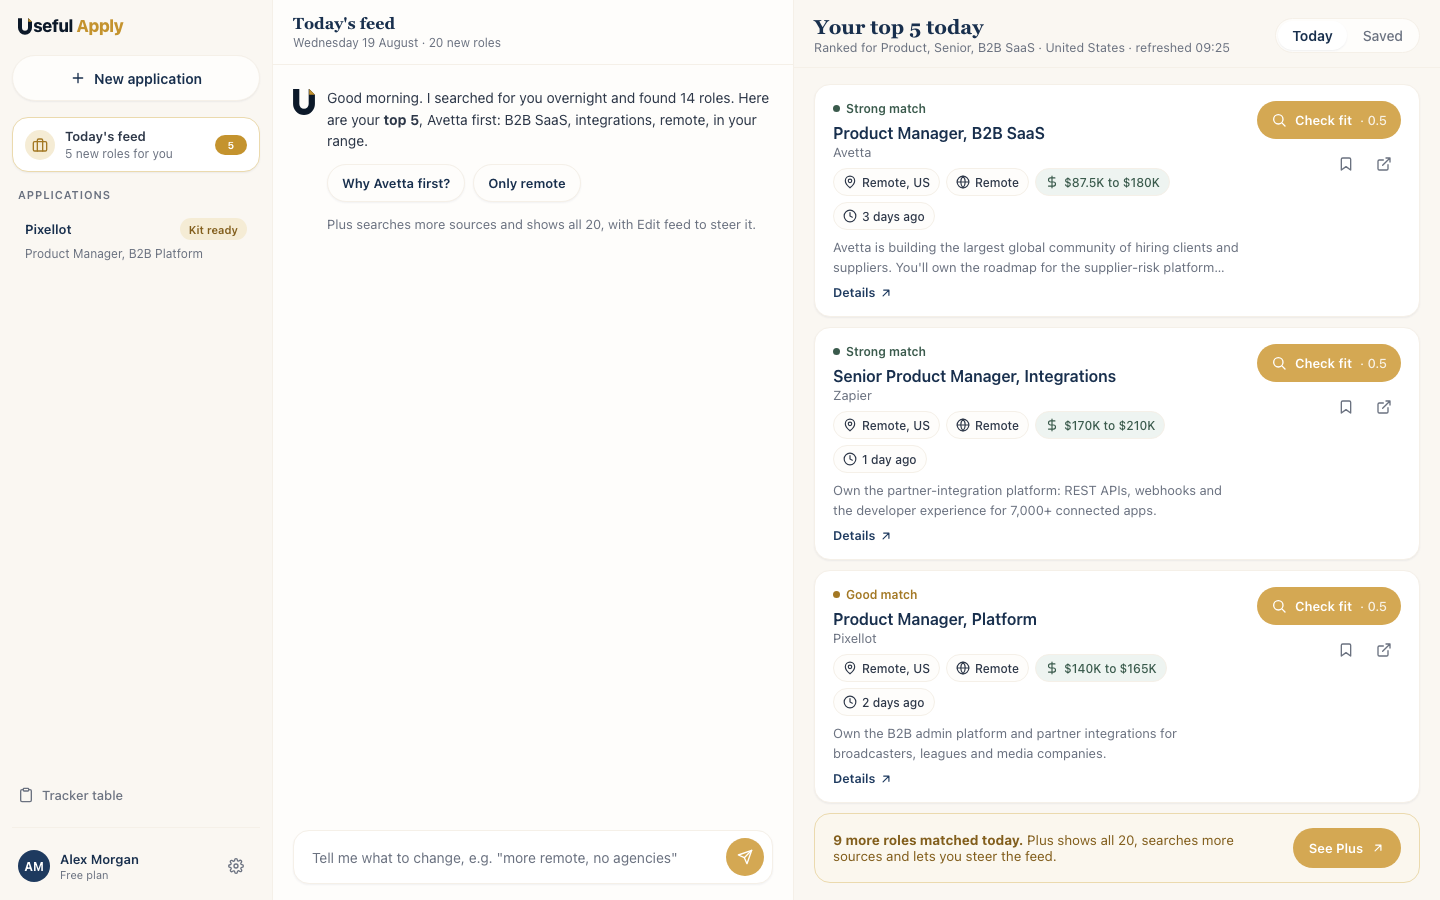 Useful Apply
New application
Today's feed
5 new roles for you
5
APPLICATIONS
Pixellot
Kit ready
Product Manager, B2B Platform
Tracker table
AM
Alex Morgan
Free plan
Today's feed
Wednesday 19 August · 20 new roles
U
Good morning. I searched for you overnight and found 14 roles. Here
are your top 5, Avetta first: B2B SaaS, integrations, remote, in your
range.
Why Avetta first?
Only remote
Plus searches more sources and shows all 20, with Edit feed to steer it.
Tell me what to change, e.g. "more remote, no agencies"
Your top 5 today
Ranked for Product, Senior, B2B SaaS · United States · refreshed 09:25
Today
Saved
Strong match
Product Manager, B2B SaaS
Avetta
Remote, US
Remote
$ $87.5K to $180K
3 days ago
Avetta is building the largest global community of hiring clients and
suppliers. You'll own the roadmap for the supplier-risk platform...
Details
Check fit · 0.5
Strong match
Senior Product Manager, Integrations
Zapier
Remote, US
Remote
$ $170K to $210K
1 day ago
Own the partner-integration platform: REST APIs, webhooks and
the developer experience for 7,000+ connected apps.
Details
Check fit · 0.5
Good match
Product Manager, Platform
Pixellot
Remote, US
Remote
$ $140K to $165K
2 days ago
Own the B2B admin platform and partner integrations for
broadcasters, leagues and media companies.
Details
Check fit · 0.5
9 more roles matched today. Plus shows all 20, searches more
sources and lets you steer the feed.
See Plus